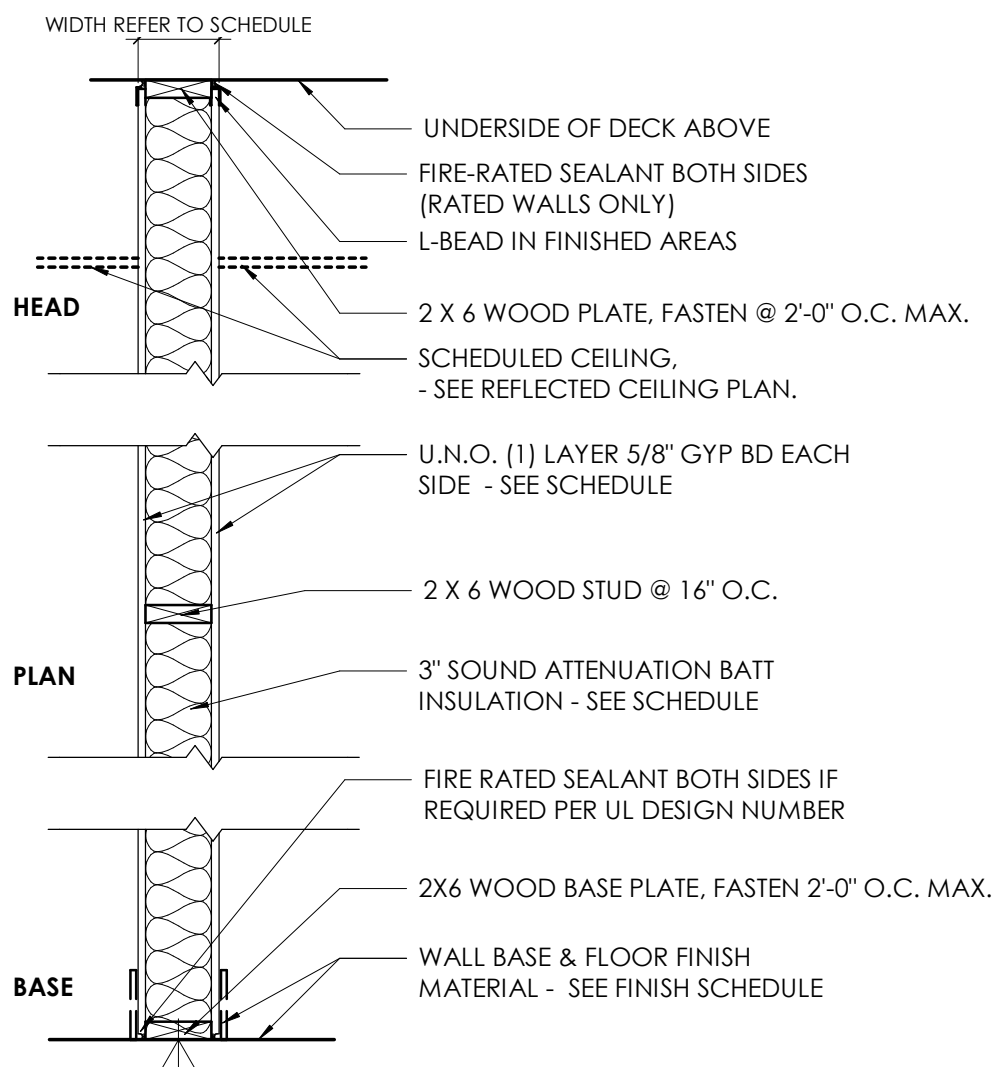 WIDTH REFER TO SCHEDULE
UNDERSIDE OF DECK ABOVE
FIRE-RATED SEALANT BOTH SIDES
(RATED WALLS ONLY)
L-BEAD IN FINISHED AREAS
HEAD
2 X 6 WOOD PLATE, FASTEN @ 2'-0" O.C. MAX.
SCHEDULED CEILING,
- SEE REFLECTED CEILING PLAN.
U.N.O. (1) LAYER 5/8" GYP BD EACH
SIDE - SEE SCHEDULE
2 X 6 WOOD STUD @ 16" O.C.
PLAN
3" SOUND ATTENUATION BATT
INSULATION - SEE SCHEDULE
FIRE RATED SEALANT BOTH SIDES IF
REQUIRED PER UL DESIGN NUMBER
2X6 WOOD BASE PLATE, FASTEN 2'-0" O.C. MAX.
BASE
WALL BASE & FLOOR FINISH
MATERIAL - SEE FINISH SCHEDULE